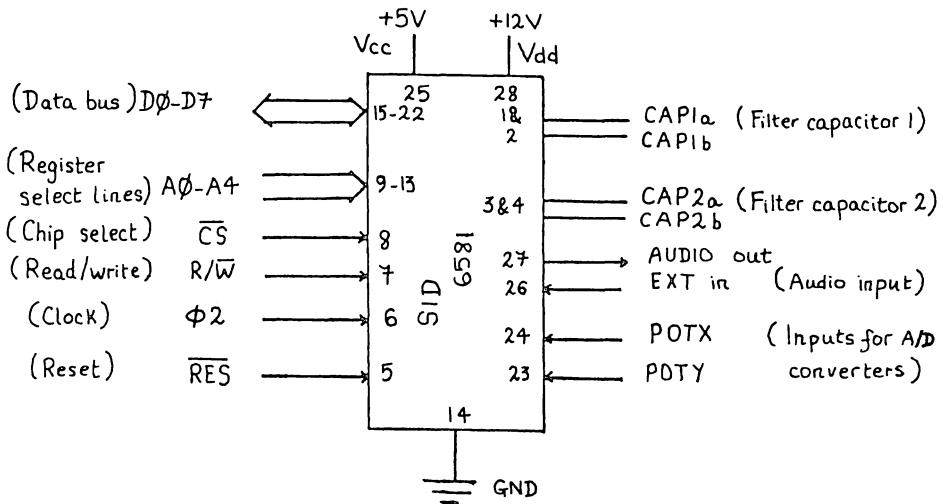 +5V
+12V
Vcc
Vdd
(Data bus) DØ-D7
25
28
15-22
1&
2
CAP1a (Filter capacitor 1)
CAP1b
(Register
select lines) AØ-A4
9-13
3&4
CAP2a (Filter capacitor 2)
CAP2b
(Chip select) C̅S̅
8
SID
6581
27
AUDIO out
(Read/write) R/W̅
7
26
EXT in (Audio input)
(Clock) Φ2
6
24
POTX (Inputs for A/D
converters)
(Reset) R̅E̅S̅
5
23
POTY
14
GND